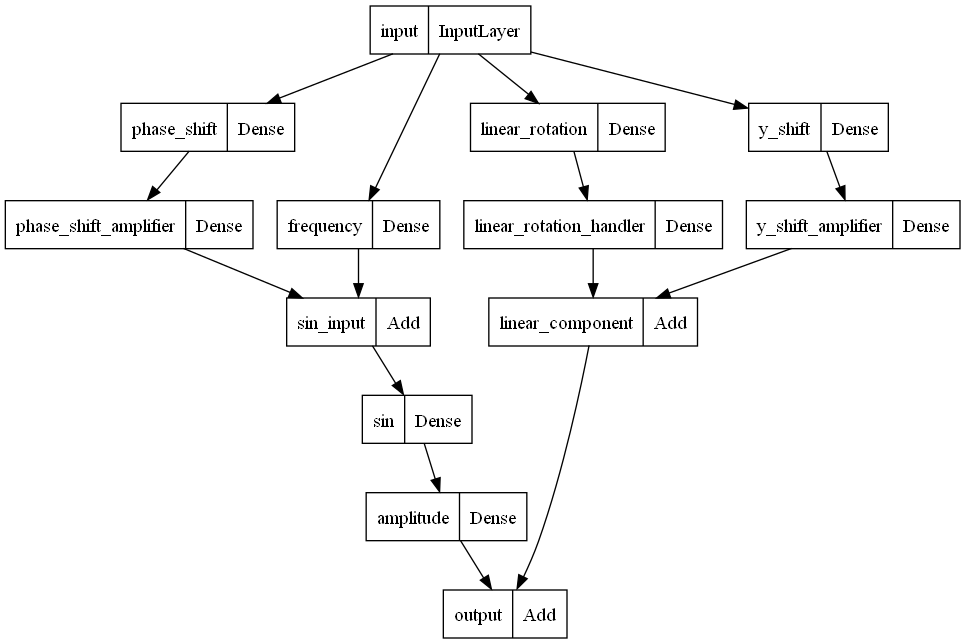 input InputLayer
phase_shift Dense
linear_rotation Dense
y_shift Dense
phase_shift_amplifier Dense
frequency Dense
linear_rotation_handler Dense
y_shift_amplifier Dense
sin_input Add
linear_component Add
sin Dense
amplitude Dense
output Add